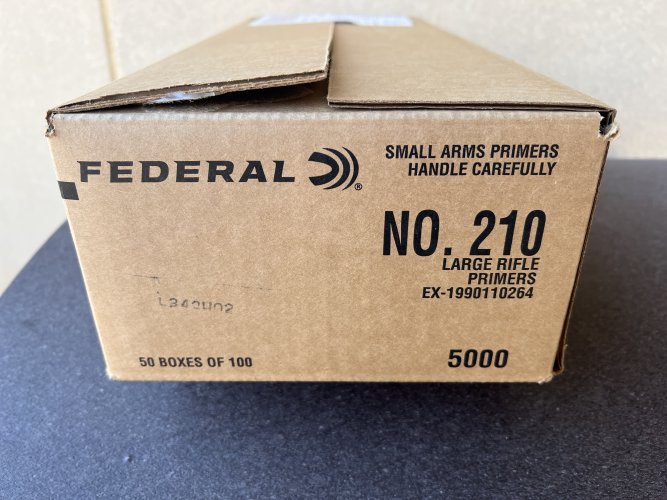 FEDERAL ®
SMALL ARMS PRIMERS
HANDLE CAREFULLY
NO. 210
LARGE RIFLE
PRIMERS
EX-1990110264
50 BOXES OF 100
5000